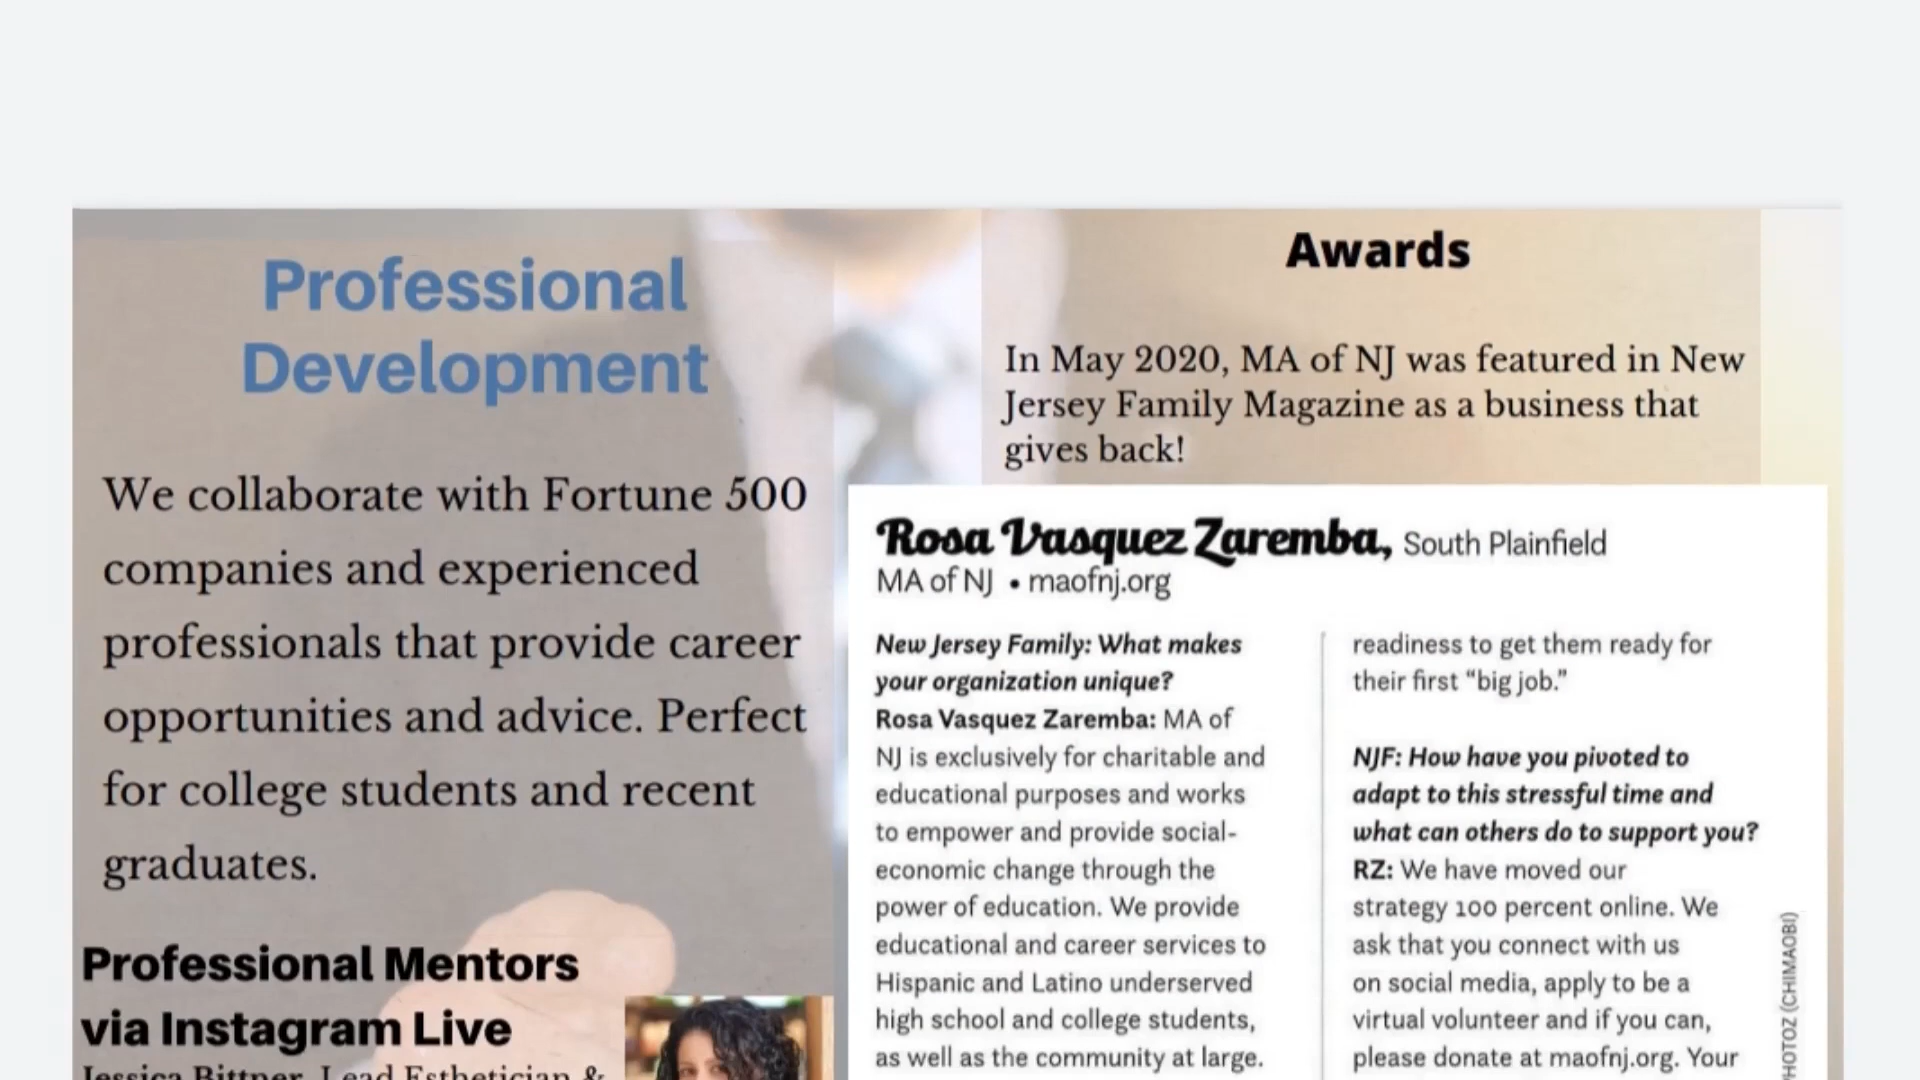 Professional
Development
We collaborate with Fortune 500
companies and experienced
professionals that provide career
opportunities and advice. Perfect
for college students and recent
graduates.
Professional Mentors
via Instagram Live
Jessica Bittner, Lead Esthetician &
Awards
In May 2020, MA of NJ was featured in New
Jersey Family Magazine as a business that
gives back!
Rosa Vasquez Zaremba, South Plainfield
MA of NJ • maofnj.org
New Jersey Family: What makes
your organization unique?
Rosa Vasquez Zaremba: MA of
NJ is exclusively for charitable and
educational purposes and works
to empower and provide social-
economic change through the
power of education. We provide
educational and career services to
Hispanic and Latino underserved
high school and college students,
as well as the community at large.
readiness to get them ready for
their first “big job.”
NJF: How have you pivoted to
adapt to this stressful time and
what can others do to support you?
RZ: We have moved our
strategy 100 percent online. We
ask that you connect with us
on social media, apply to be a
virtual volunteer and if you can,
please donate at maofnj.org. Your
(CHIMAOBI)